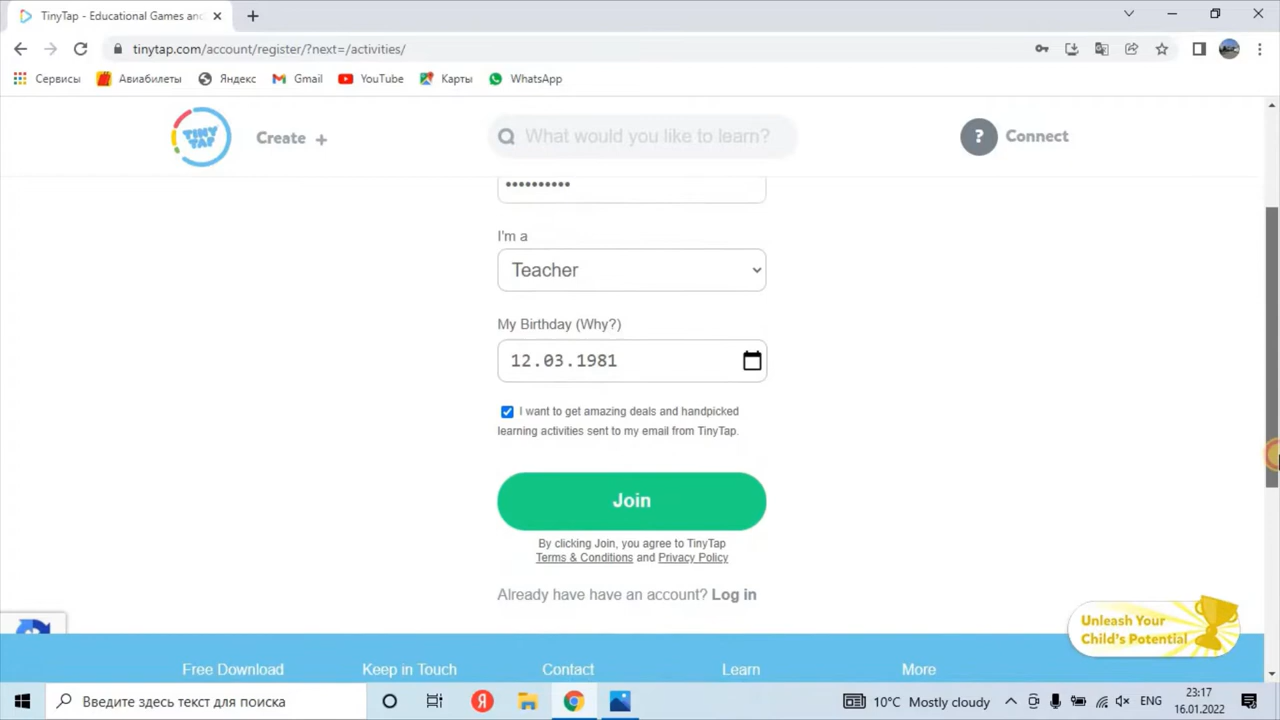 TinyTap - Educational Games and
tinytap.com/account/register/?next=/activities/
Сервисы Авиабилеты Яндекс Gmail YouTube Карты WhatsApp
TINY TAP
Create +
What would you like to learn?
? Connect
••••••••••
I'm a
Teacher
My Birthday (Why?)
12.03.1981
I want to get amazing deals and handpicked
learning activities sent to my email from TinyTap.
Join
By clicking Join, you agree to TinyTap
Terms & Conditions and Privacy Policy
Already have have an account? Log in
Unleash Your
Child's Potential
Free Download Keep in Touch Contact Learn More
Введите здесь текст для поиска
Я
10°C Mostly cloudy
ENG
23:17
16.01.2022